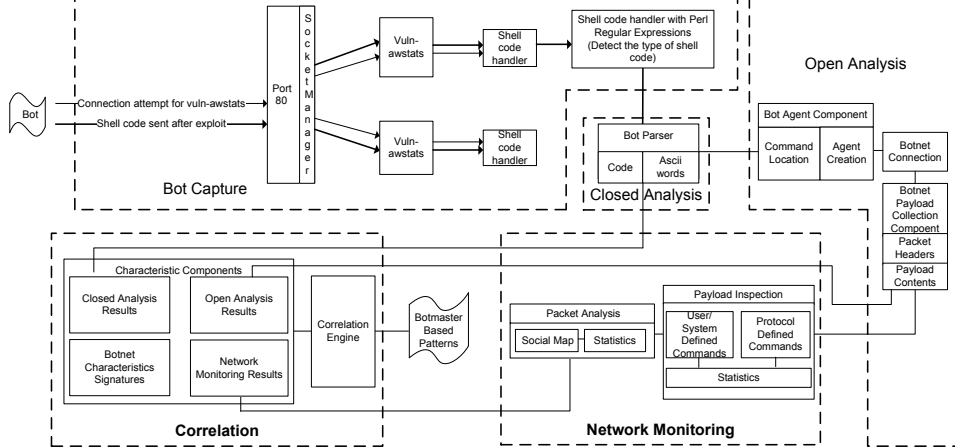 Bot
Connection attempt for vuln-awstats
Shell code sent after exploit
Port
80
S
o
c
k
e
t
M
a
n
a
g
e
r
Vuln-
awstats
Shell
code
handler
Vuln-
awstats
Shell
code
handler
Shell code handler with Perl
Regular Expressions
(Detect the type of shell
code)
Bot Capture
Bot Parser
Code
Ascii
words
Closed Analysis
Open Analysis
Bot Agent Component
Command
Location
Agent
Creation
Botnet
Connection
Botnet
Payload
Collection
Compoent
Packet
Headers
Payload
Contents
Characteristic Components
Closed Analysis
Results
Open Analysis
Results
Botnet
Characteristics
Signatures
Network
Monitoring Results
Correlation
Engine
Botmaster
Based
Patterns
Correlation
Packet Analysis
Social Map
Statistics
Payload Inspection
User/
System
Defined
Commands
Protocol
Defined
Commands
Statistics
Network Monitoring